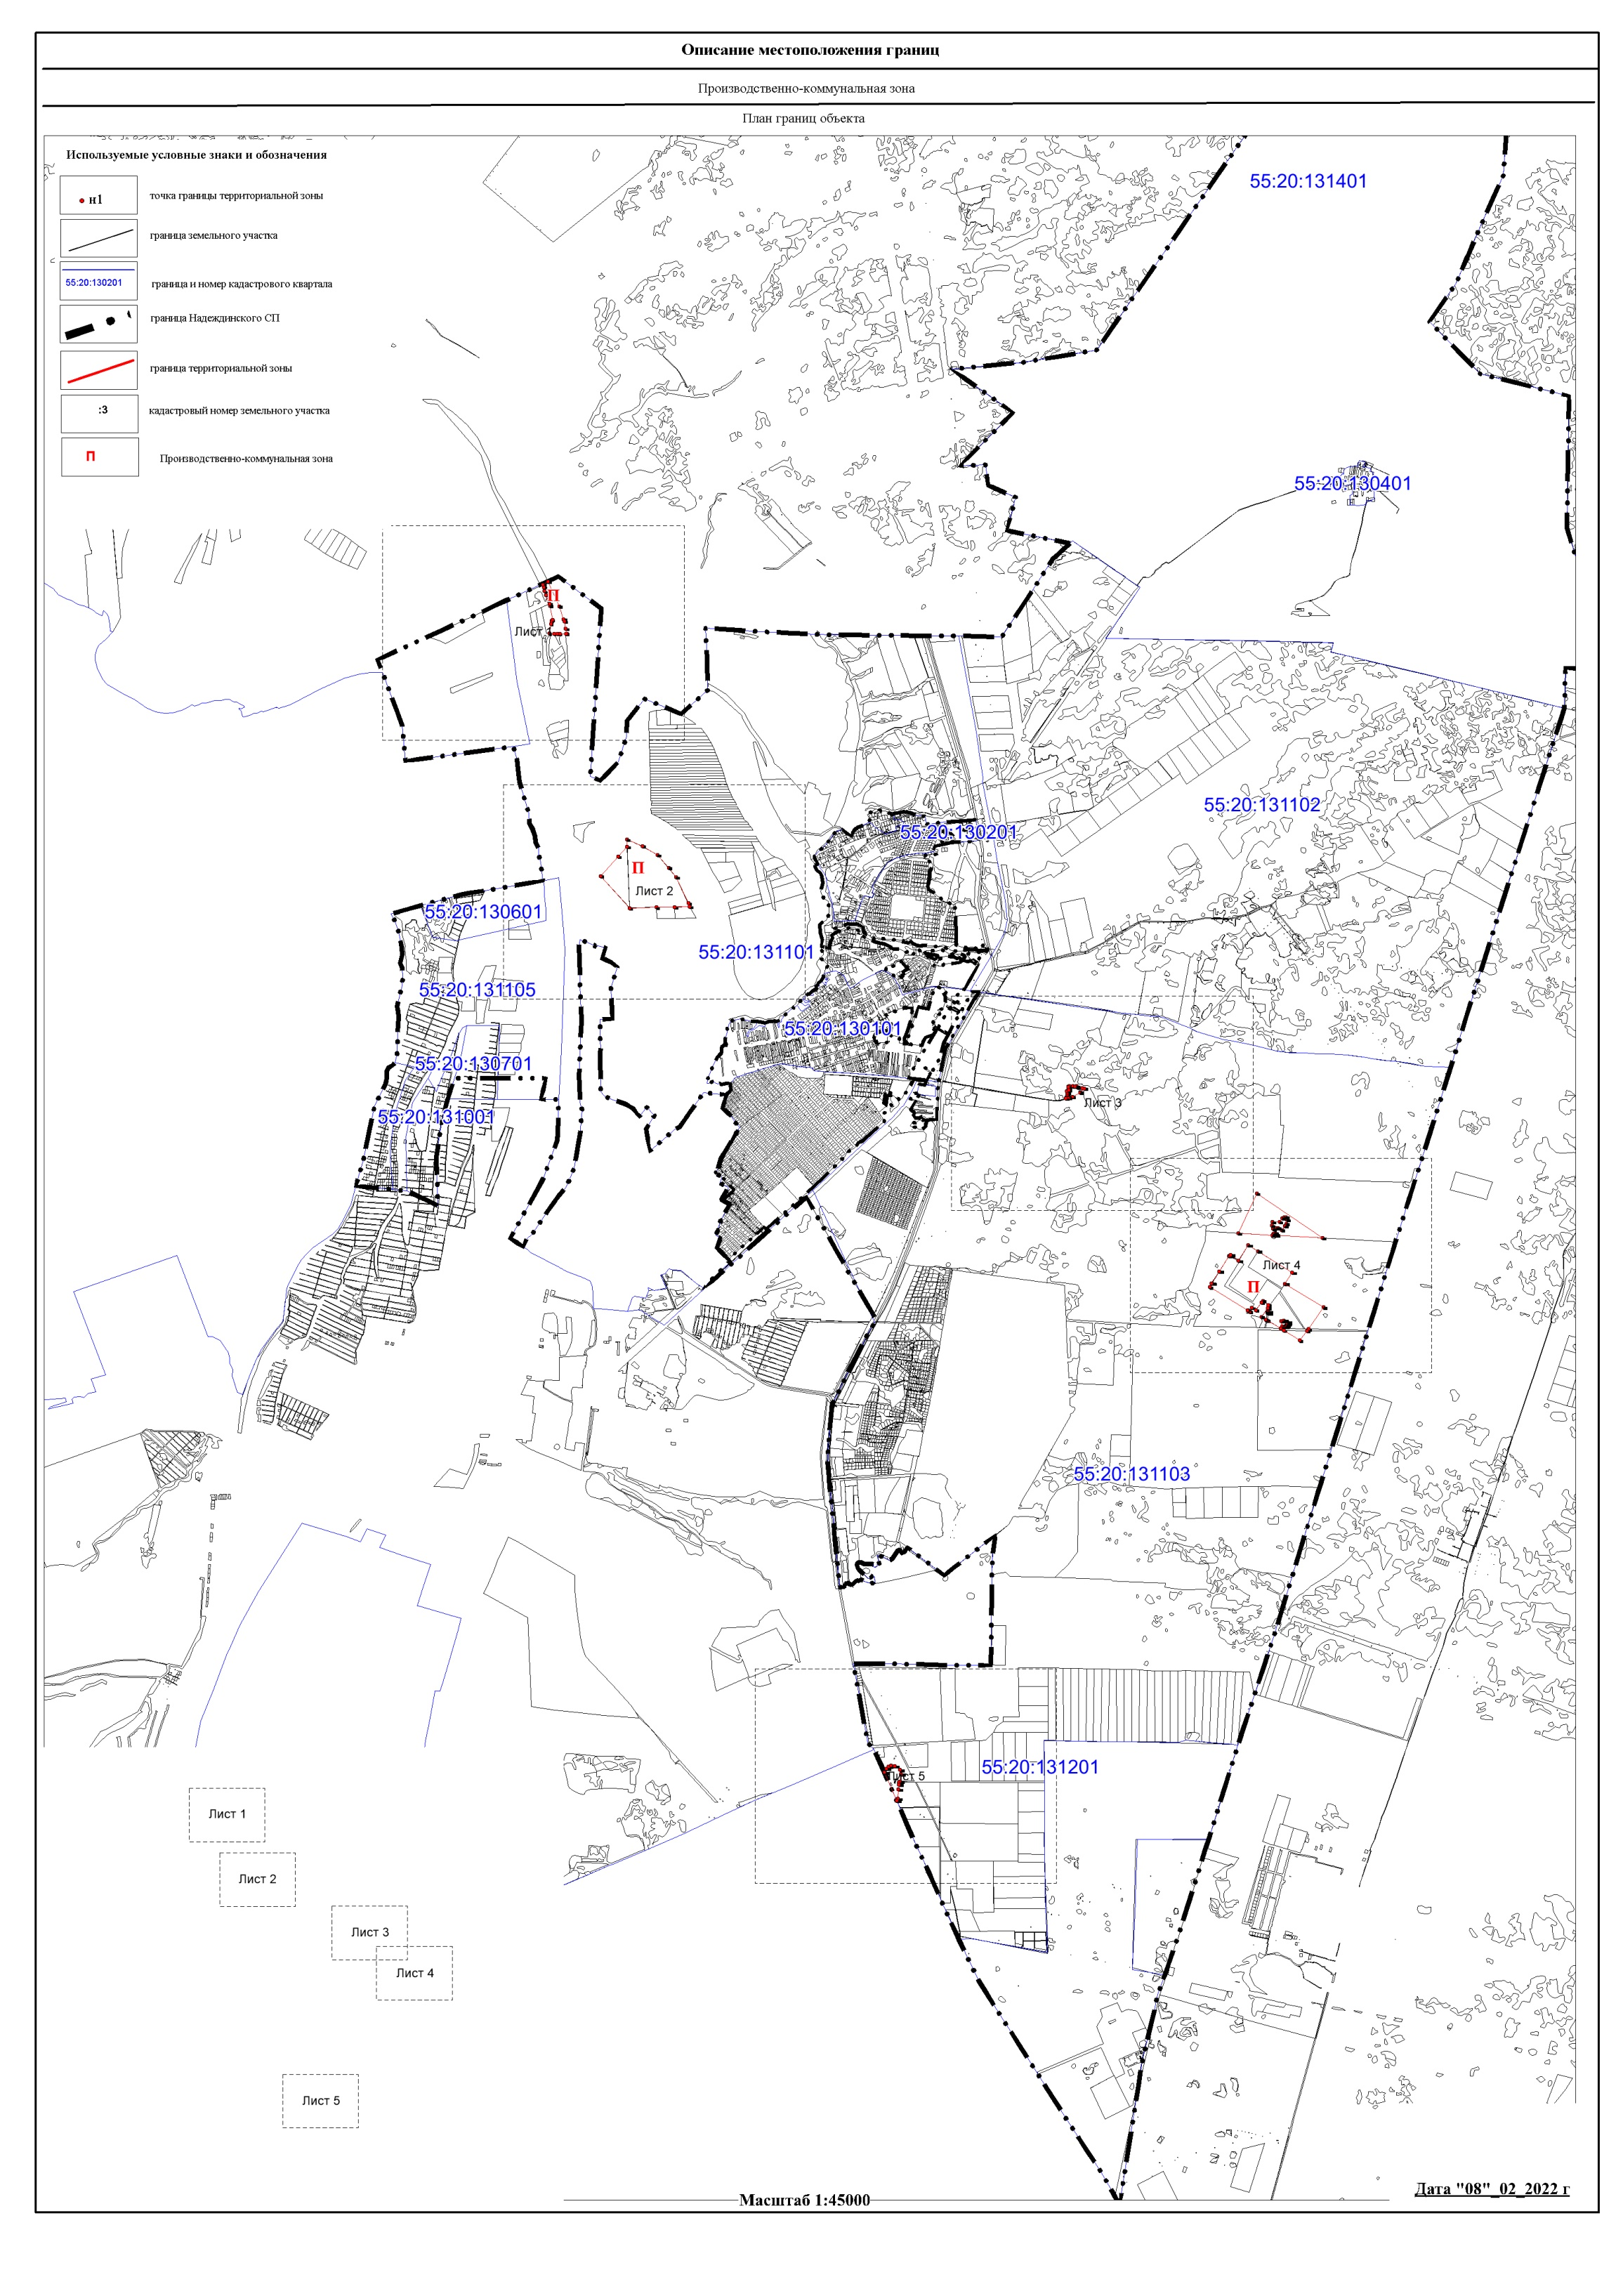 Описание местоположения границ
Производственно-коммунальная зона
План границ объекта
Используемые условные знаки и обозначения
н1
точка границы территориальной зоны
граница земельного участка
55:20:130201
граница и номер кадастрового квартала
граница Надеждинского СП
граница территориальной зоны
:3
кадастровый номер земельного участка
П
Производственно-коммунальная зона
55:20:131401
55:20:130401
П
Лист 1
55:20:131102
55:20:130201
П
Лист 2
55:20:130601
55:20:131101
55:20:131105
55:20:130101
55:20:130701
Лист 3
55:20:131001
Лист 4
П
55:20:131103
55:20:131201
Лист 5
Лист 1
Лист 2
Лист 3
Лист 4
Лист 5
Масштаб 1:45000
Дата "08"_02_2022 г